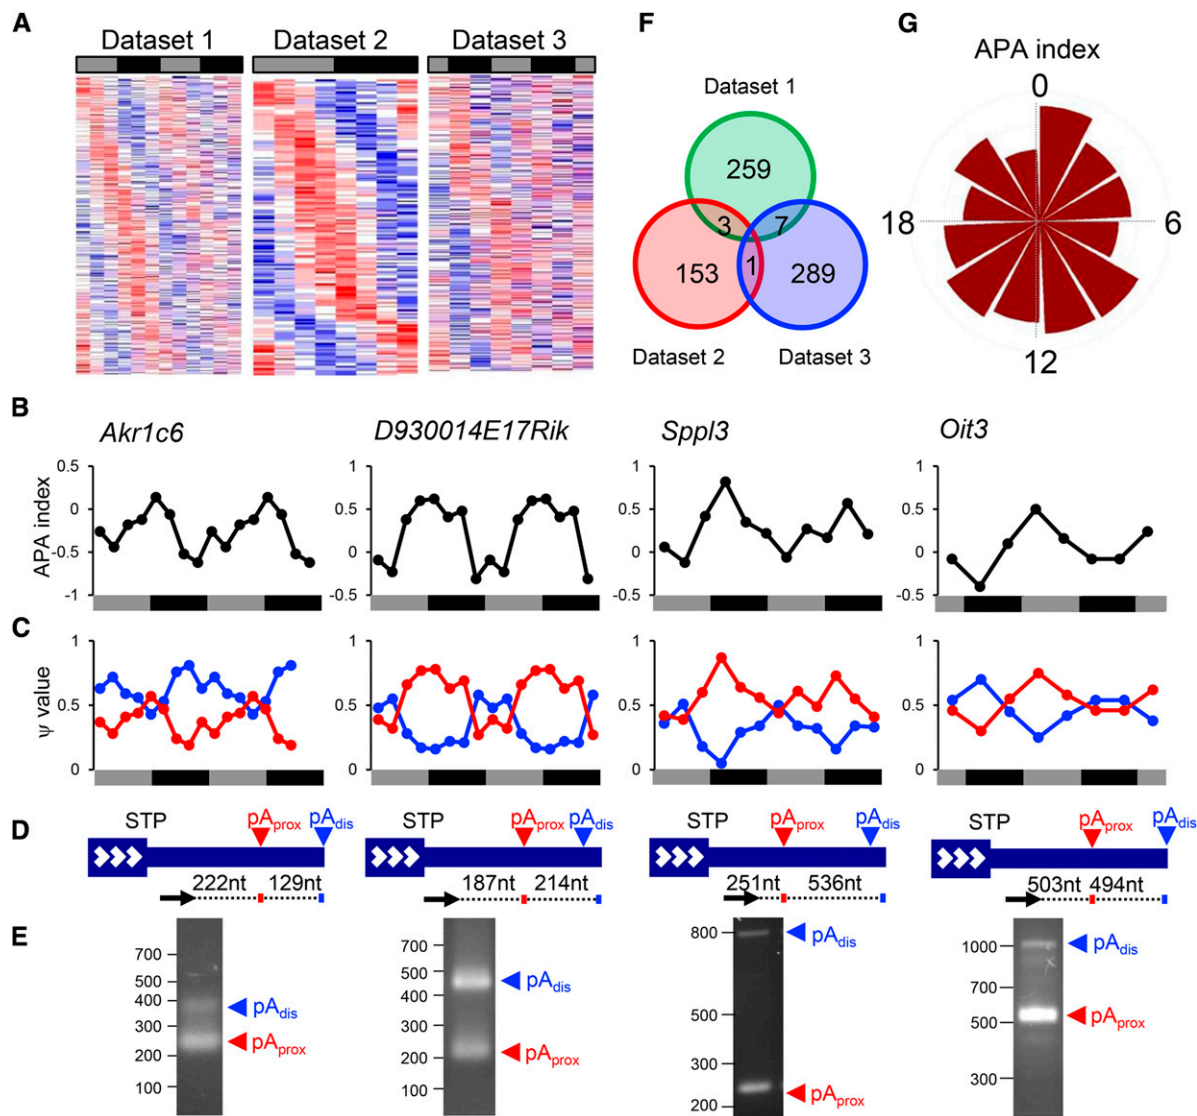 A
Dataset 1 Dataset 2 Dataset 3
F
Dataset 1
259
3 7
153 1 289
Dataset 2 Dataset 3
G
APA index
0
18 6
12
B
Akr1c6 D930014E17Rik Sppl3 Oit3
APA index
0.5 1 1 1
0 0.5 0.5 0.5
-0.5 0 0 0
-1 -0.5 -0.5 -0.5
C
ψ value
1 1 1 1
0.5 0.5 0.5 0.5
0 0 0 0
D
STP pAprox pAdis STP pAprox pAdis STP pAprox pAdis STP pAprox pAdis
222nt 129nt 187nt 214nt 251nt 536nt 503nt 494nt
E
700
500
400
300
200
100
pAdis
pAprox
700
500
400
200
100
pAdis
pAprox
800
500
300
200
pAdis
pAprox
1000
700
500
300
pAdis
pAprox